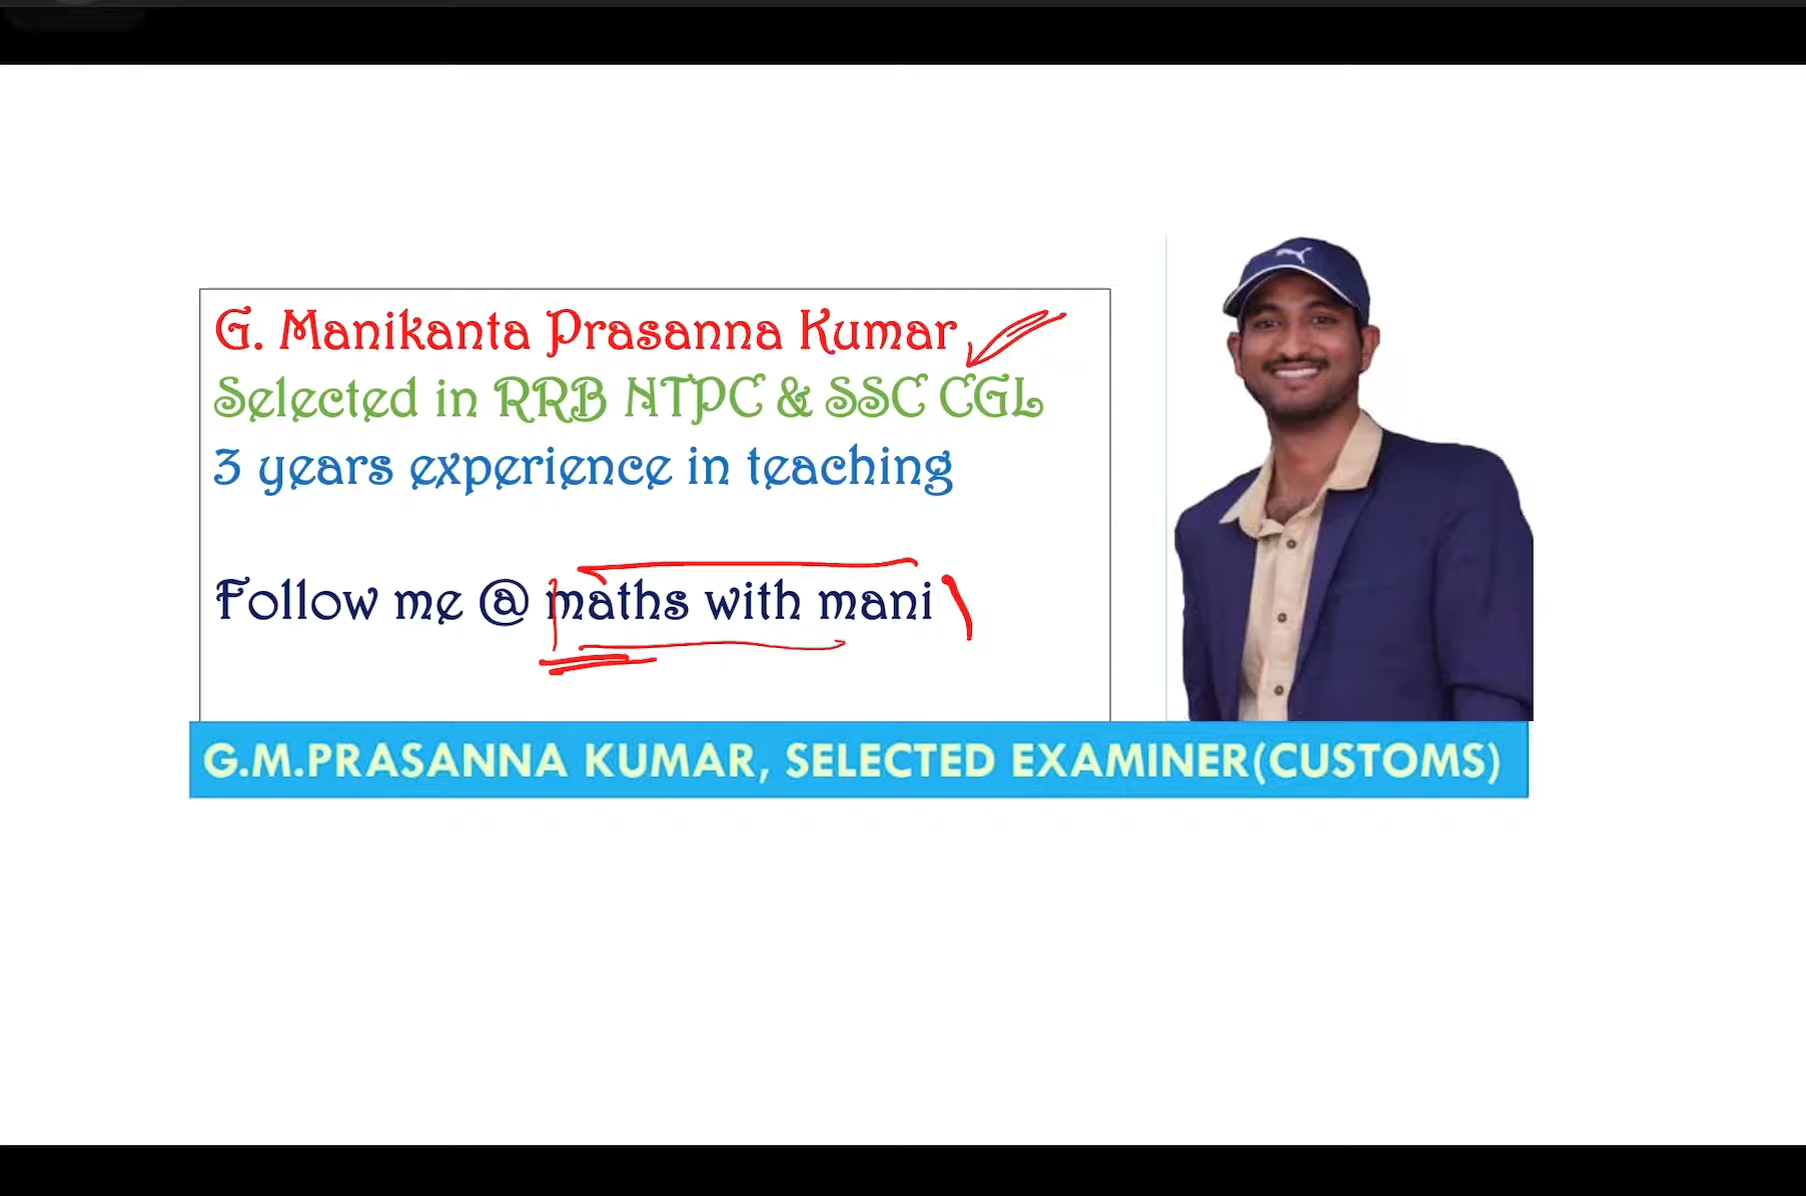 G. Manikanta Prasanna Kumar
Selected in RRB NTPC & SSC CGL
3 years experience in teaching
Follow me @ maths with mani
G.M.PRASANNA KUMAR, SELECTED EXAMINER(CUSTOMS)